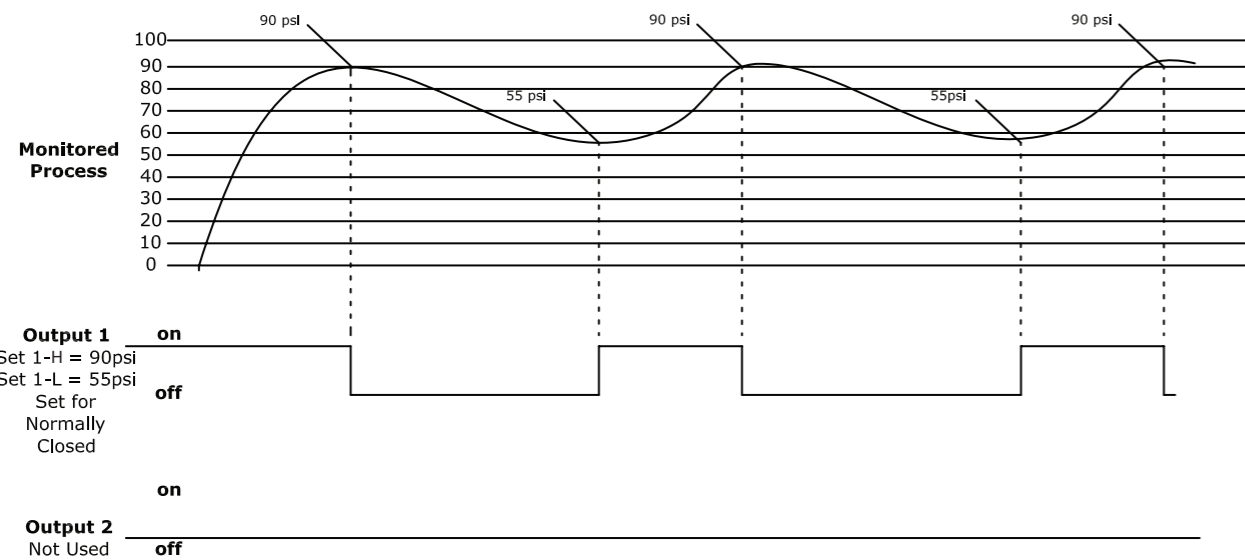 90 psi
90 psi
90 psi
100
90
80
70
60
50
40
30
20
10
0
Monitored
Process
55 psi
55psi
Output 1
on
Set 1-H = 90psi
Set 1-L = 55psi
Set for
off
Normally
Closed
on
Output 2
Not Used
off